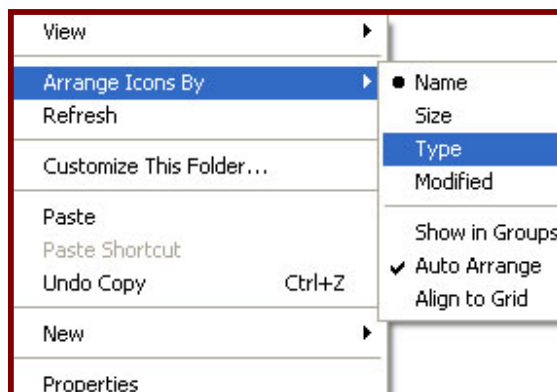 View
Arrange Icons By
Refresh
Customize This Folder...
Paste
Paste Shortcut
Undo Copy Ctrl+Z
New
Properties
Name
Size
Type
Modified
Show in Groups
Auto Arrange
Align to Grid